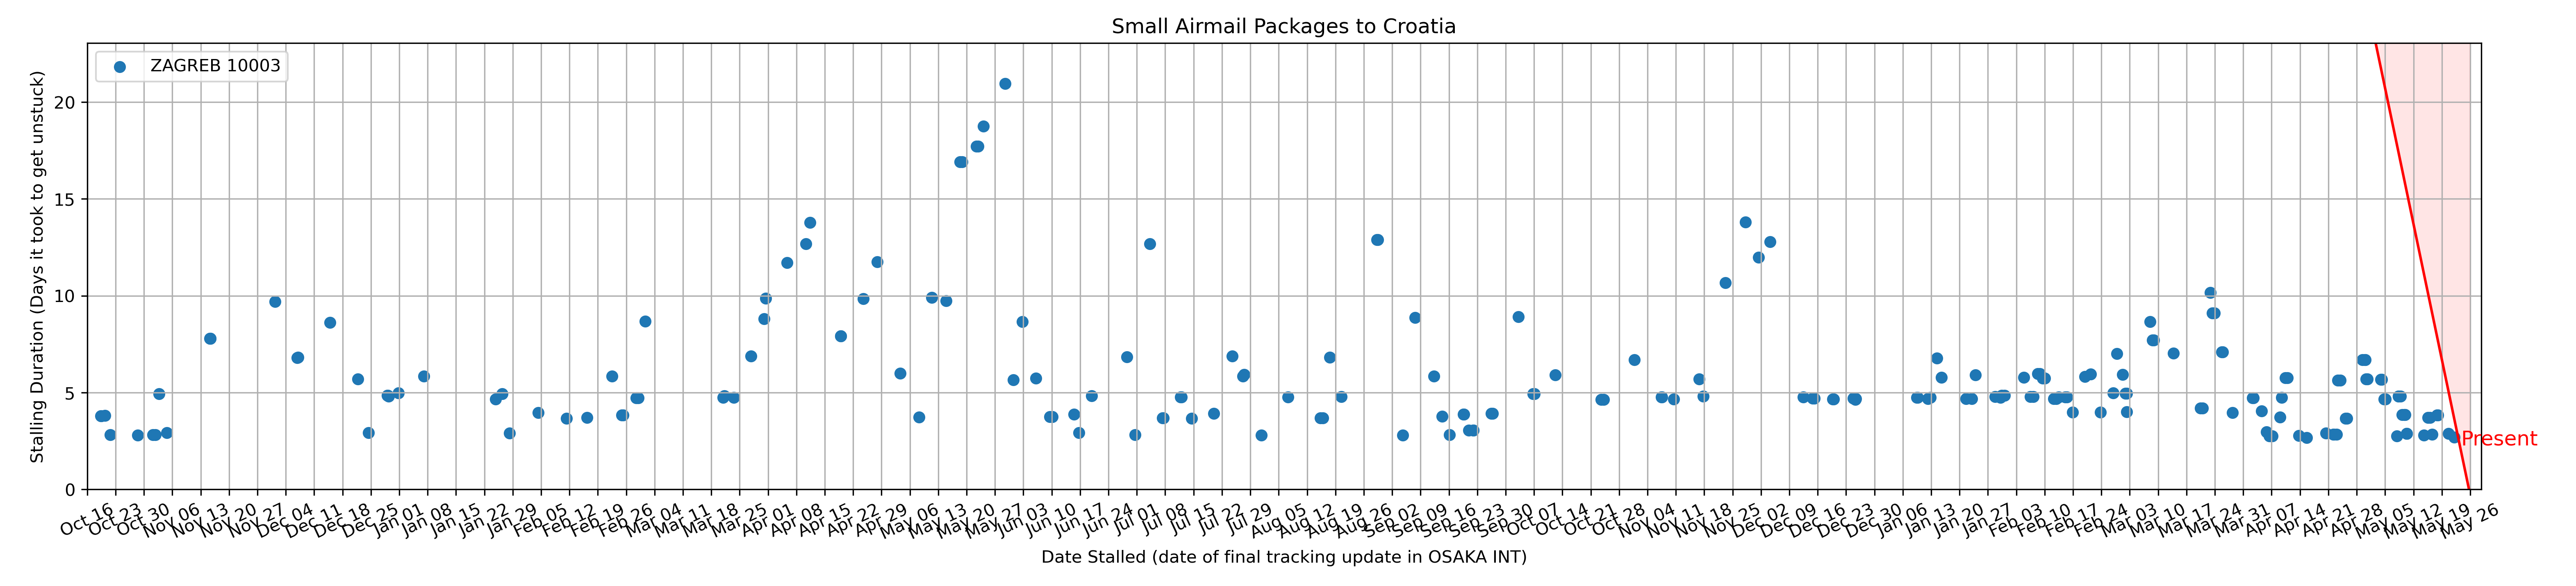 Small Airmail Packages to Croatia
ZAGREB 10003
Stalling Duration (Days it took to get unstuck)
20
15
10
5
0
Present
Oct 16 Oct 23 Oct 30 Nov 06 Nov 13 Nov 20 Nov 27 Dec 04 Dec 11 Dec 18 Dec 25 Jan 01 Jan 08 Jan 15 Jan 22 Jan 29 Feb 05 Feb 12 Feb 19 Feb 26 Mar 04 Mar 11 Mar 18 Mar 25 Apr 01 Apr 08 Apr 15 Apr 22 Apr 29 May 06 May 13 May 20 May 27 Jun 03 Jun 10 Jun 17 Jun 24 Jul 01 Jul 08 Jul 15 Jul 22 Jul 29 Aug 05 Aug 12 Aug 19 Aug 26 Sep 02 Sep 09 Sep 16 Sep 23 Sep 30 Oct 07 Oct 14 Oct 21 Oct 28 Nov 04 Nov 11 Nov 18 Nov 25 Dec 02 Dec 09 Dec 16 Dec 23 Dec 30 Jan 06 Jan 13 Jan 20 Jan 27 Feb 03 Feb 10 Feb 17 Feb 24 Mar 03 Mar 10 Mar 17 Mar 24 Mar 31 Apr 07 Apr 14 Apr 21 Apr 28 May 05 May 12 May 19 May 26
Date Stalled (date of final tracking update in OSAKA INT)